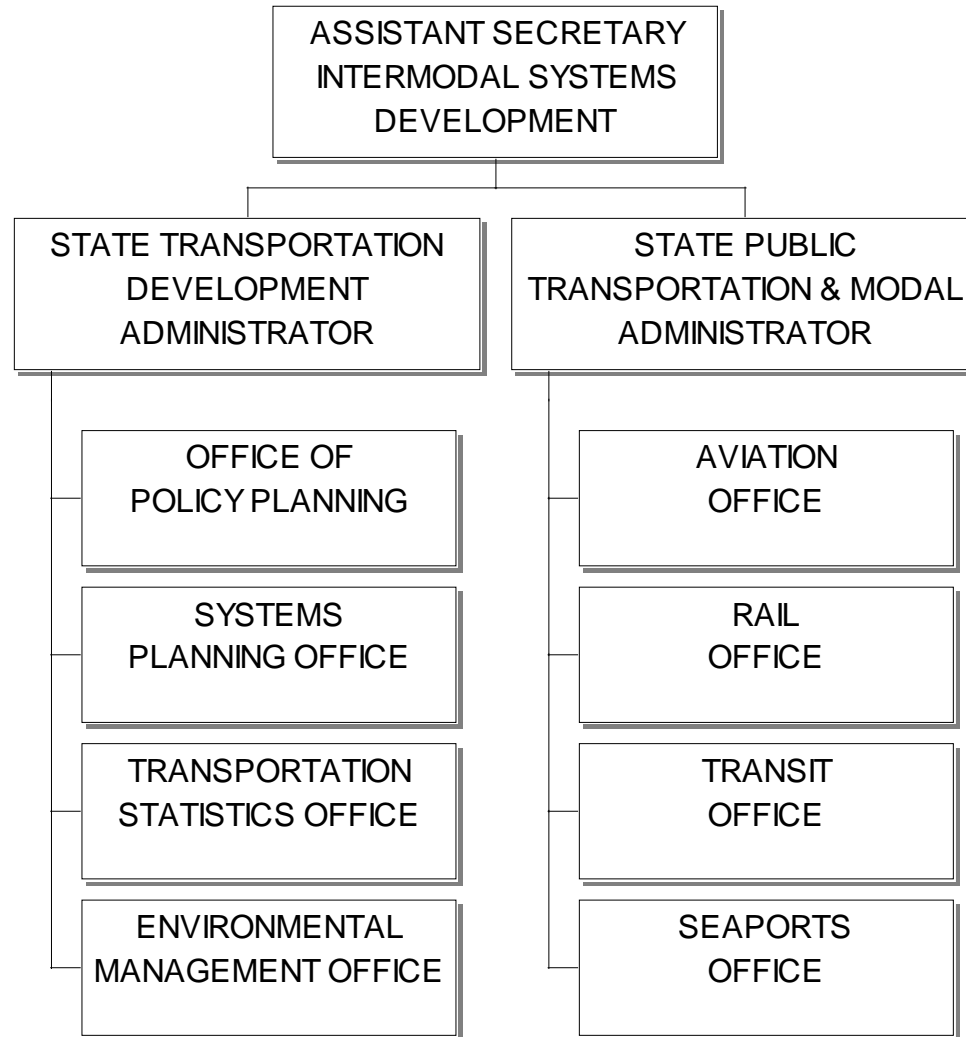 ASSISTANT SECRETARY
INTERMODAL SYSTEMS
DEVELOPMENT
STATE TRANSPORTATION
DEVELOPMENT
ADMINISTRATOR
STATE PUBLIC
TRANSPORTATION & MODAL
ADMINISTRATOR
OFFICE OF
POLICY PLANNING
SYSTEMS
PLANNING OFFICE
TRANSPORTATION
STATISTICS OFFICE
ENVIRONMENTAL
MANAGEMENT OFFICE
AVIATION
OFFICE
RAIL
OFFICE
TRANSIT
OFFICE
SEAPORTS
OFFICE